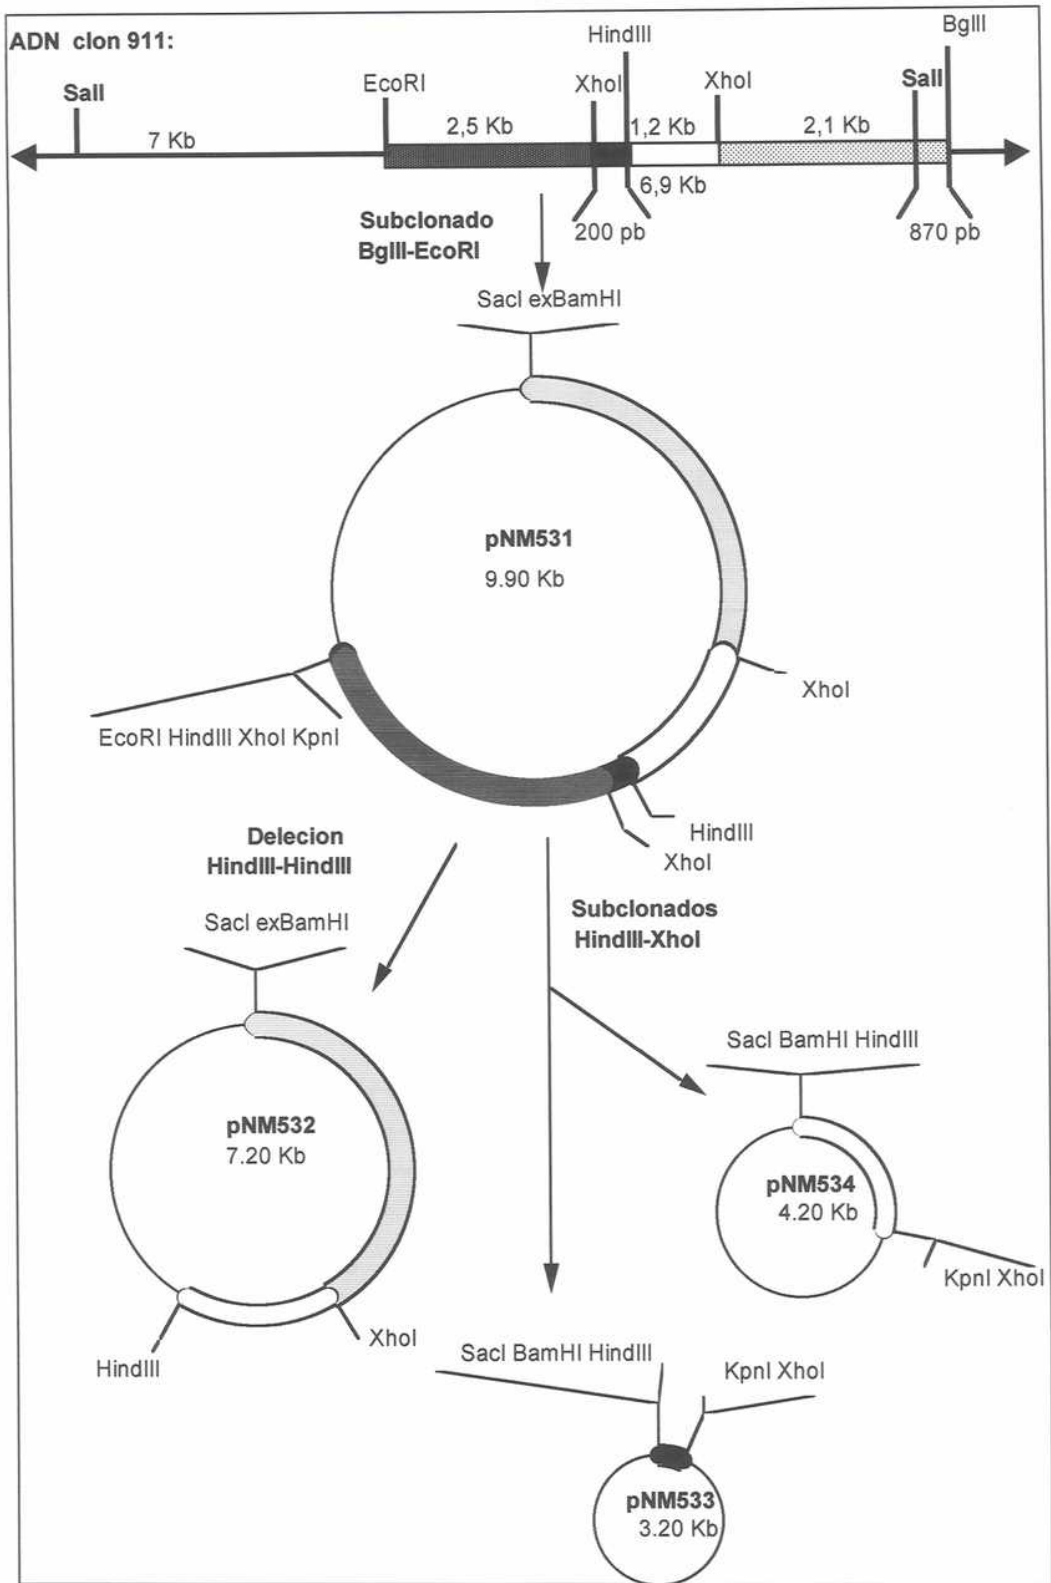 ADN clon 911:
HindIII
BglII
SalI
EcoRI
XhoI
XhoI
SalI
7 Kb
2,5 Kb
1,2 Kb
2,1 Kb
6,9 Kb
200 pb
870 pb
Subclonado
BglII-EcoRI
SacI exBamHI
pNM531
9.90 Kb
XhoI
EcoRI HindIII XhoI KpnI
HindIII
XhoI
Delecion
HindIII-HindIII
Subclonados
HindIII-XhoI
SacI exBamHI
SacI BamHI HindIII
pNM532
7.20 Kb
pNM534
4.20 Kb
KpnI XhoI
XhoI
HindIII
SacI BamHI HindIII
KpnI XhoI
pNM533
3.20 Kb